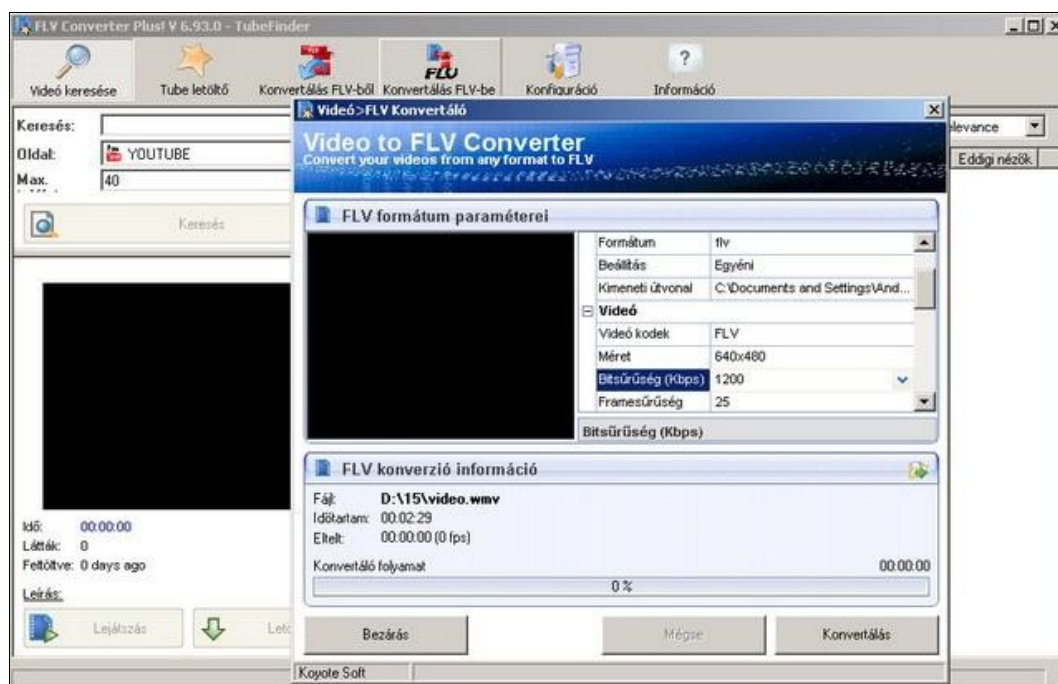 FLV Converter Plus! V 6.93.0 - TubeFinder
Videó keresése
Tube letöltő
Konvertálás FLV-ből
Konvertálás FLV-be
Konfiguráció
Információ
Keresés:
Oldal:
YOUTUBE
Max.
40
Keresés
elevance
Eddigi nézők
Idő: 00:00:00
Látták: 0
Feltöltve: 0 days ago
Leírás:
Lejátszás
Leto
Videó>FLV Konvertáló
Video to FLV Converter
Convert your videos from any format to FLV
FLV formátum paraméterei
Formátum flv
Beállítás Egyéni
Kimeneti útvonal C:\Documents and Settings\And...
Videó
Videó kodek FLV
Méret 640x480
Bitsűrűség (Kbps) 1200
Framesűrűség 25
Bitsűrűség (Kbps)
FLV konverzió információ
Fájl: D:\15\video.wmv
Időtartam: 00:02:29
Eltelt: 00:00:00 (0 fps)
Konvertáló folyamat 00:00:00
0 %
Bezárás
Mégse
Konvertálás
Koyote Soft